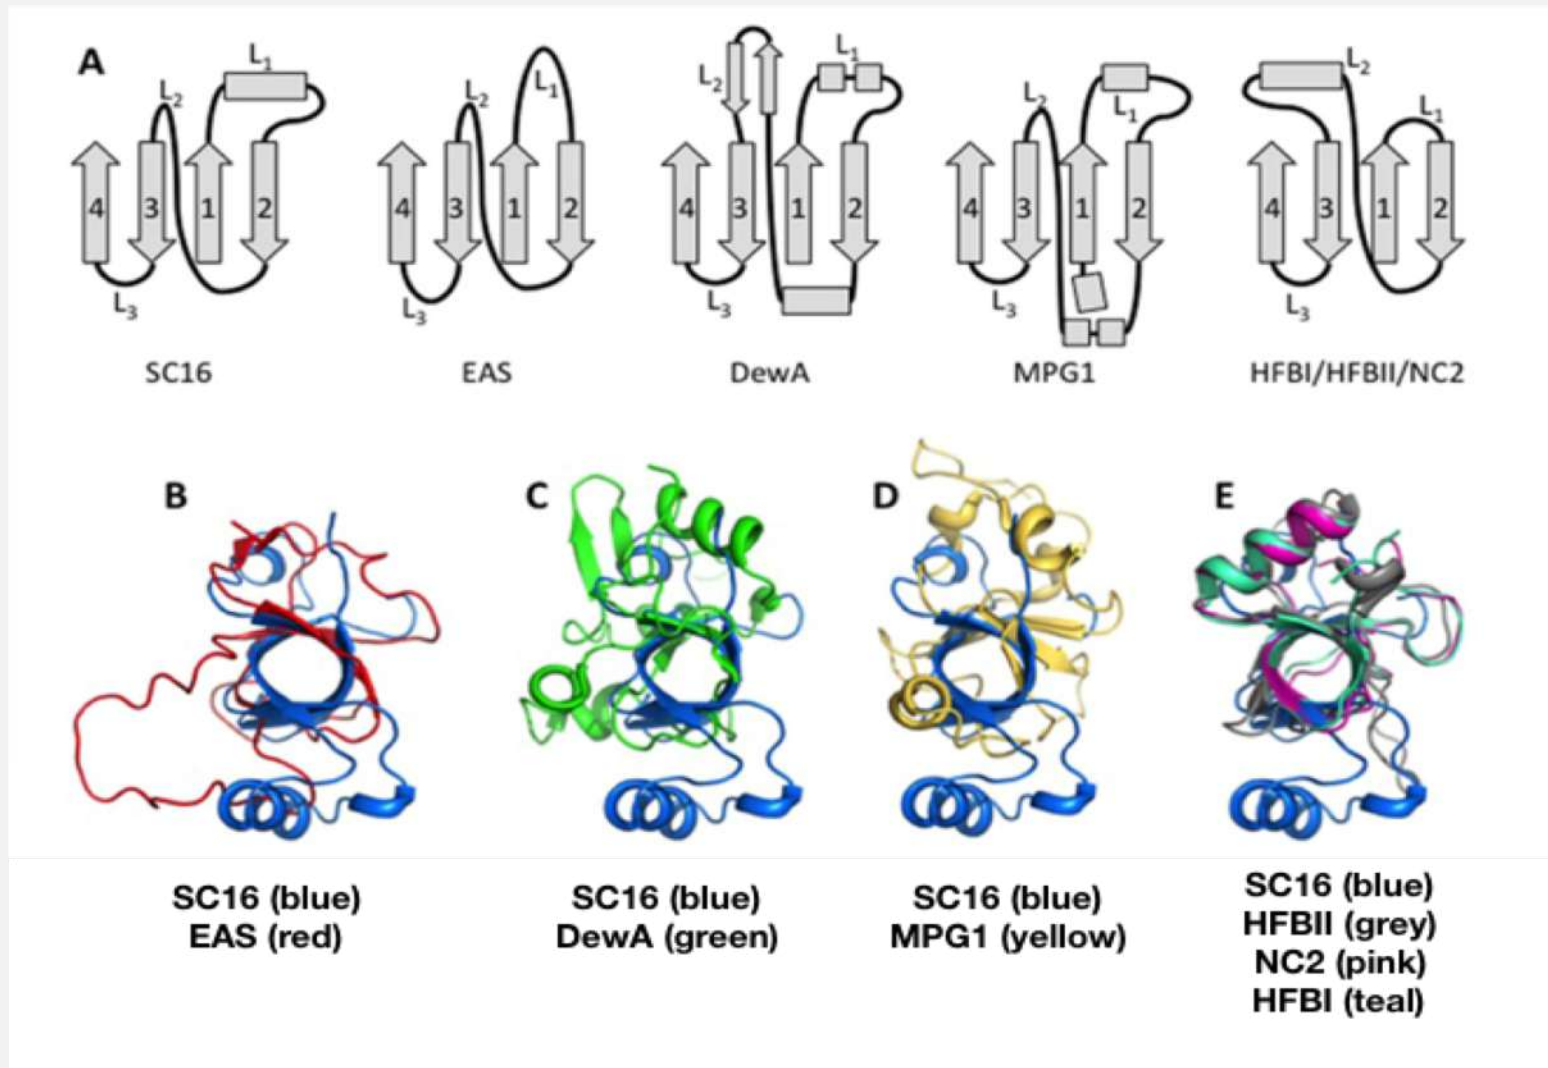 A
L1
L2
4 3 1 2
L3
SC16
L2
L1
4 3 1 2
L3
EAS
L2
L1
4 3 1 2
L3
DewA
L2
L1
4 3 1 2
L3
MPG1
L2
L1
4 3 1 2
L3
HFBI/HFBII/NC2
B
SC16 (blue)
EAS (red)
C
SC16 (blue)
DewA (green)
D
SC16 (blue)
MPG1 (yellow)
E
SC16 (blue)
HFBII (grey)
NC2 (pink)
HFBI (teal)